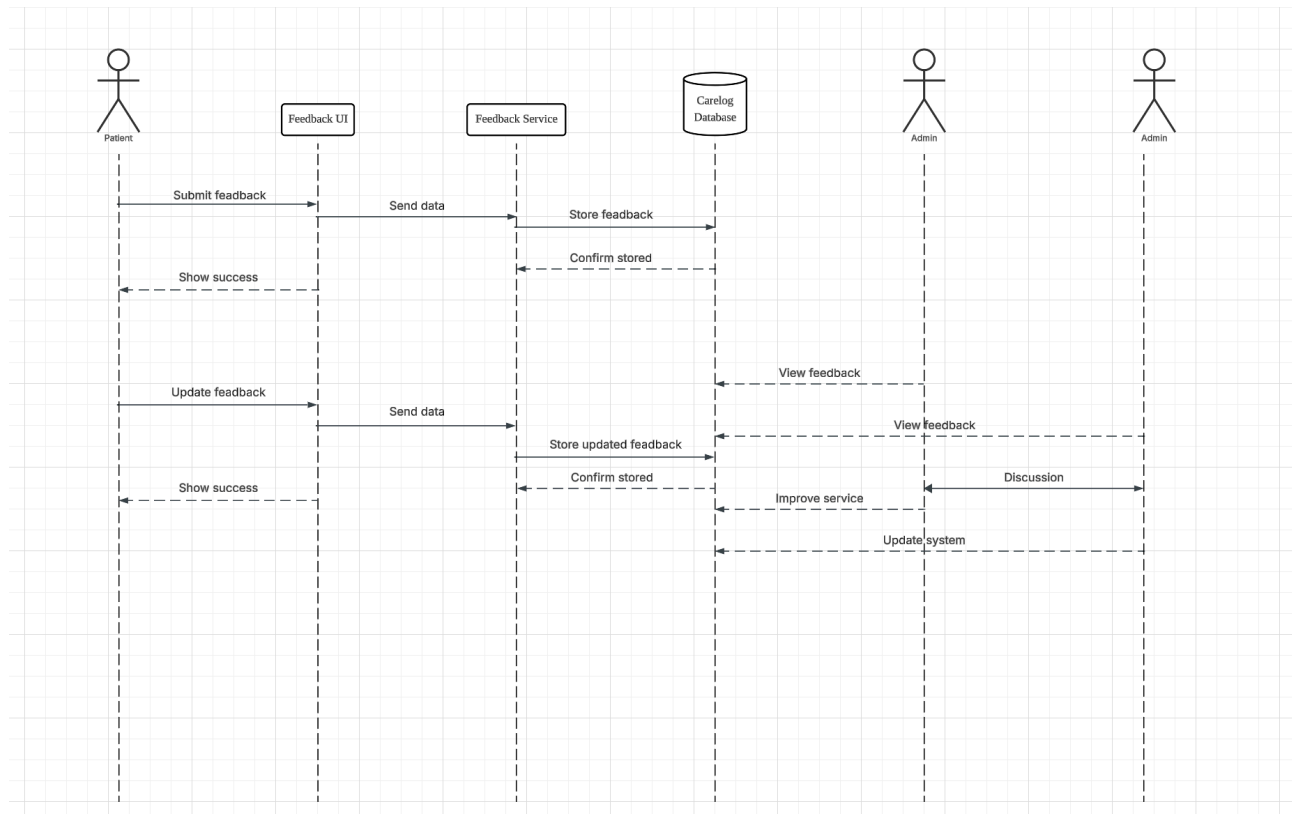 Patient
Feedback UI
Feedback Service
Carelog
Database
Admin
Admin
Submit feadback
Send data
Store feadback
Confirm stored
Show success
View feedback
Update feadback
Send data
View feedback
Store updated feadback
Confirm stored
Discussion
Show success
Improve service
Update system